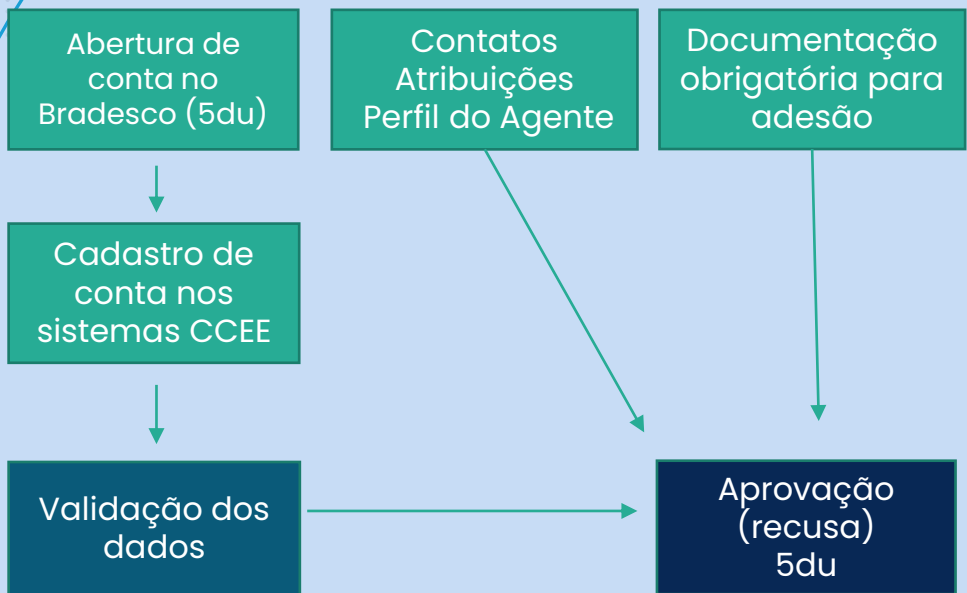 Abertura de
conta no
Bradesco (5du)
Contatos
Atribuições
Perfil do Agente
Documentação
obrigatória para
adesão
Cadastro de
conta nos
sistemas CCEE
Validação dos
dados
Aprovação
(recusa)
5du